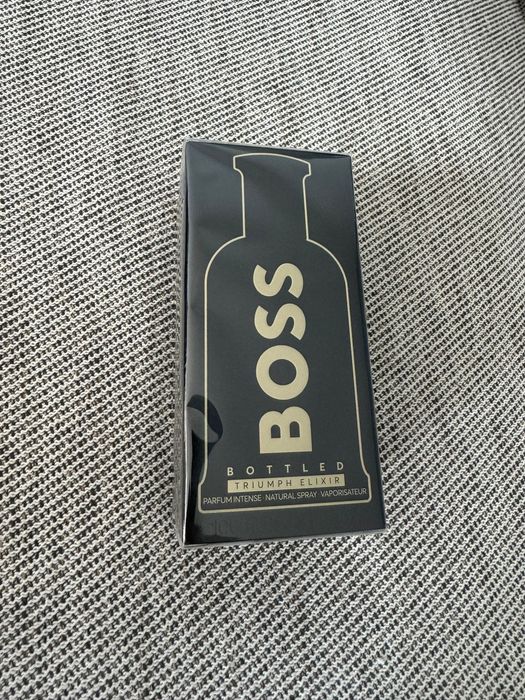 BOSS
BOTTLED
TRIUMPH ELIXIR
PARFUM INTENSE NATURAL SPRAY VAPORISATEUR